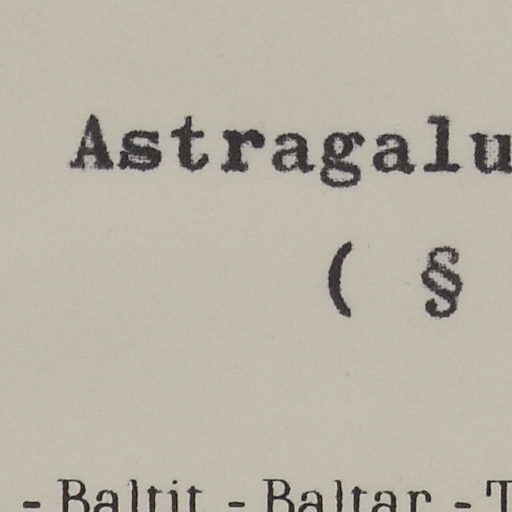 Astragalu
( §
- Baltit - Baltar - T